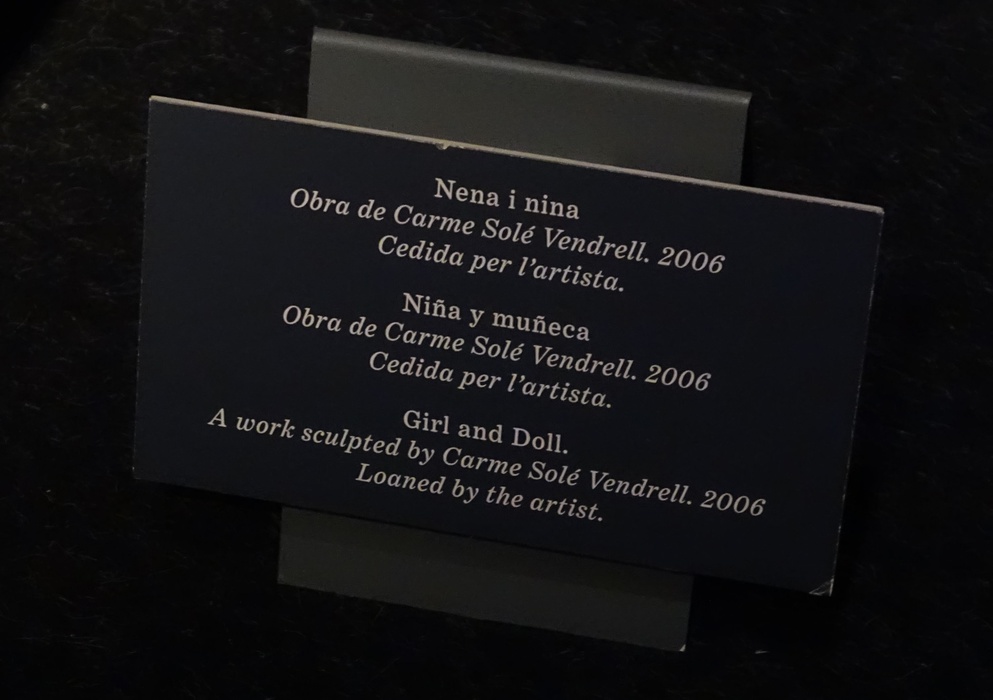 Nena i nina
Obra de Carme Solé Vendrell. 2006
Cedida per l’artista.
Niña y muñeca
Obra de Carme Solé Vendrell. 2006
Cedida per l’artista.
Girl and Doll.
A work sculpted by Carme Solé Vendrell. 2006
Loaned by the artist.